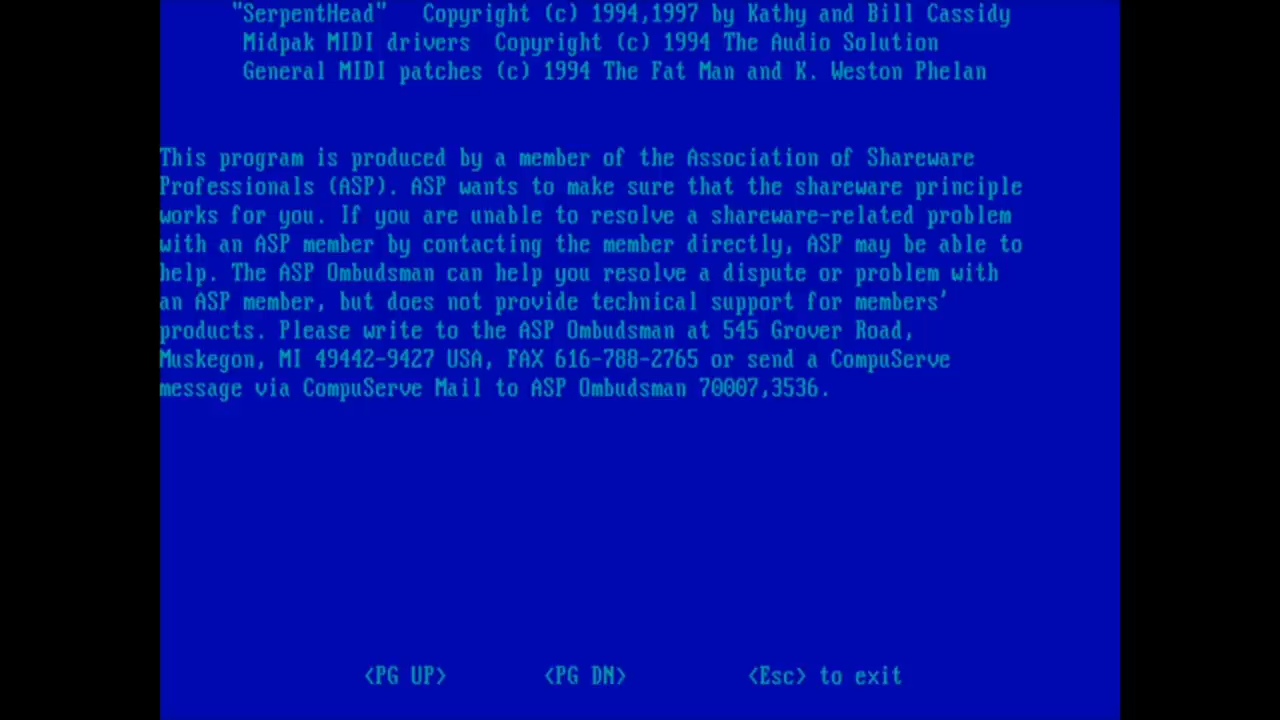 "SerpentHead" Copyright (c) 1994,1997 by Kathy and Bill Cassidy
Midpak MIDI drivers Copyright (c) 1994 The Audio Solution
General MIDI patches (c) 1994 The Fat Man and K. Weston Phelan
This program is produced by a member of the Association of Shareware
Professionals (ASP). ASP wants to make sure that the shareware principle
works for you. If you are unable to resolve a shareware-related problem
with an ASP member by contacting the member directly, ASP may be able to
help. The ASP Ombudsman can help you resolve a dispute or problem with
an ASP member, but does not provide technical support for members'
products. Please write to the ASP Ombudsman at 545 Grover Road,
Muskegon, MI 49442-9427 USA, FAX 616-788-2765 or send a CompuServe
message via CompuServe Mail to ASP Ombudsman 70007,3536.
<PG UP> <PG DN> <Esc> to exit